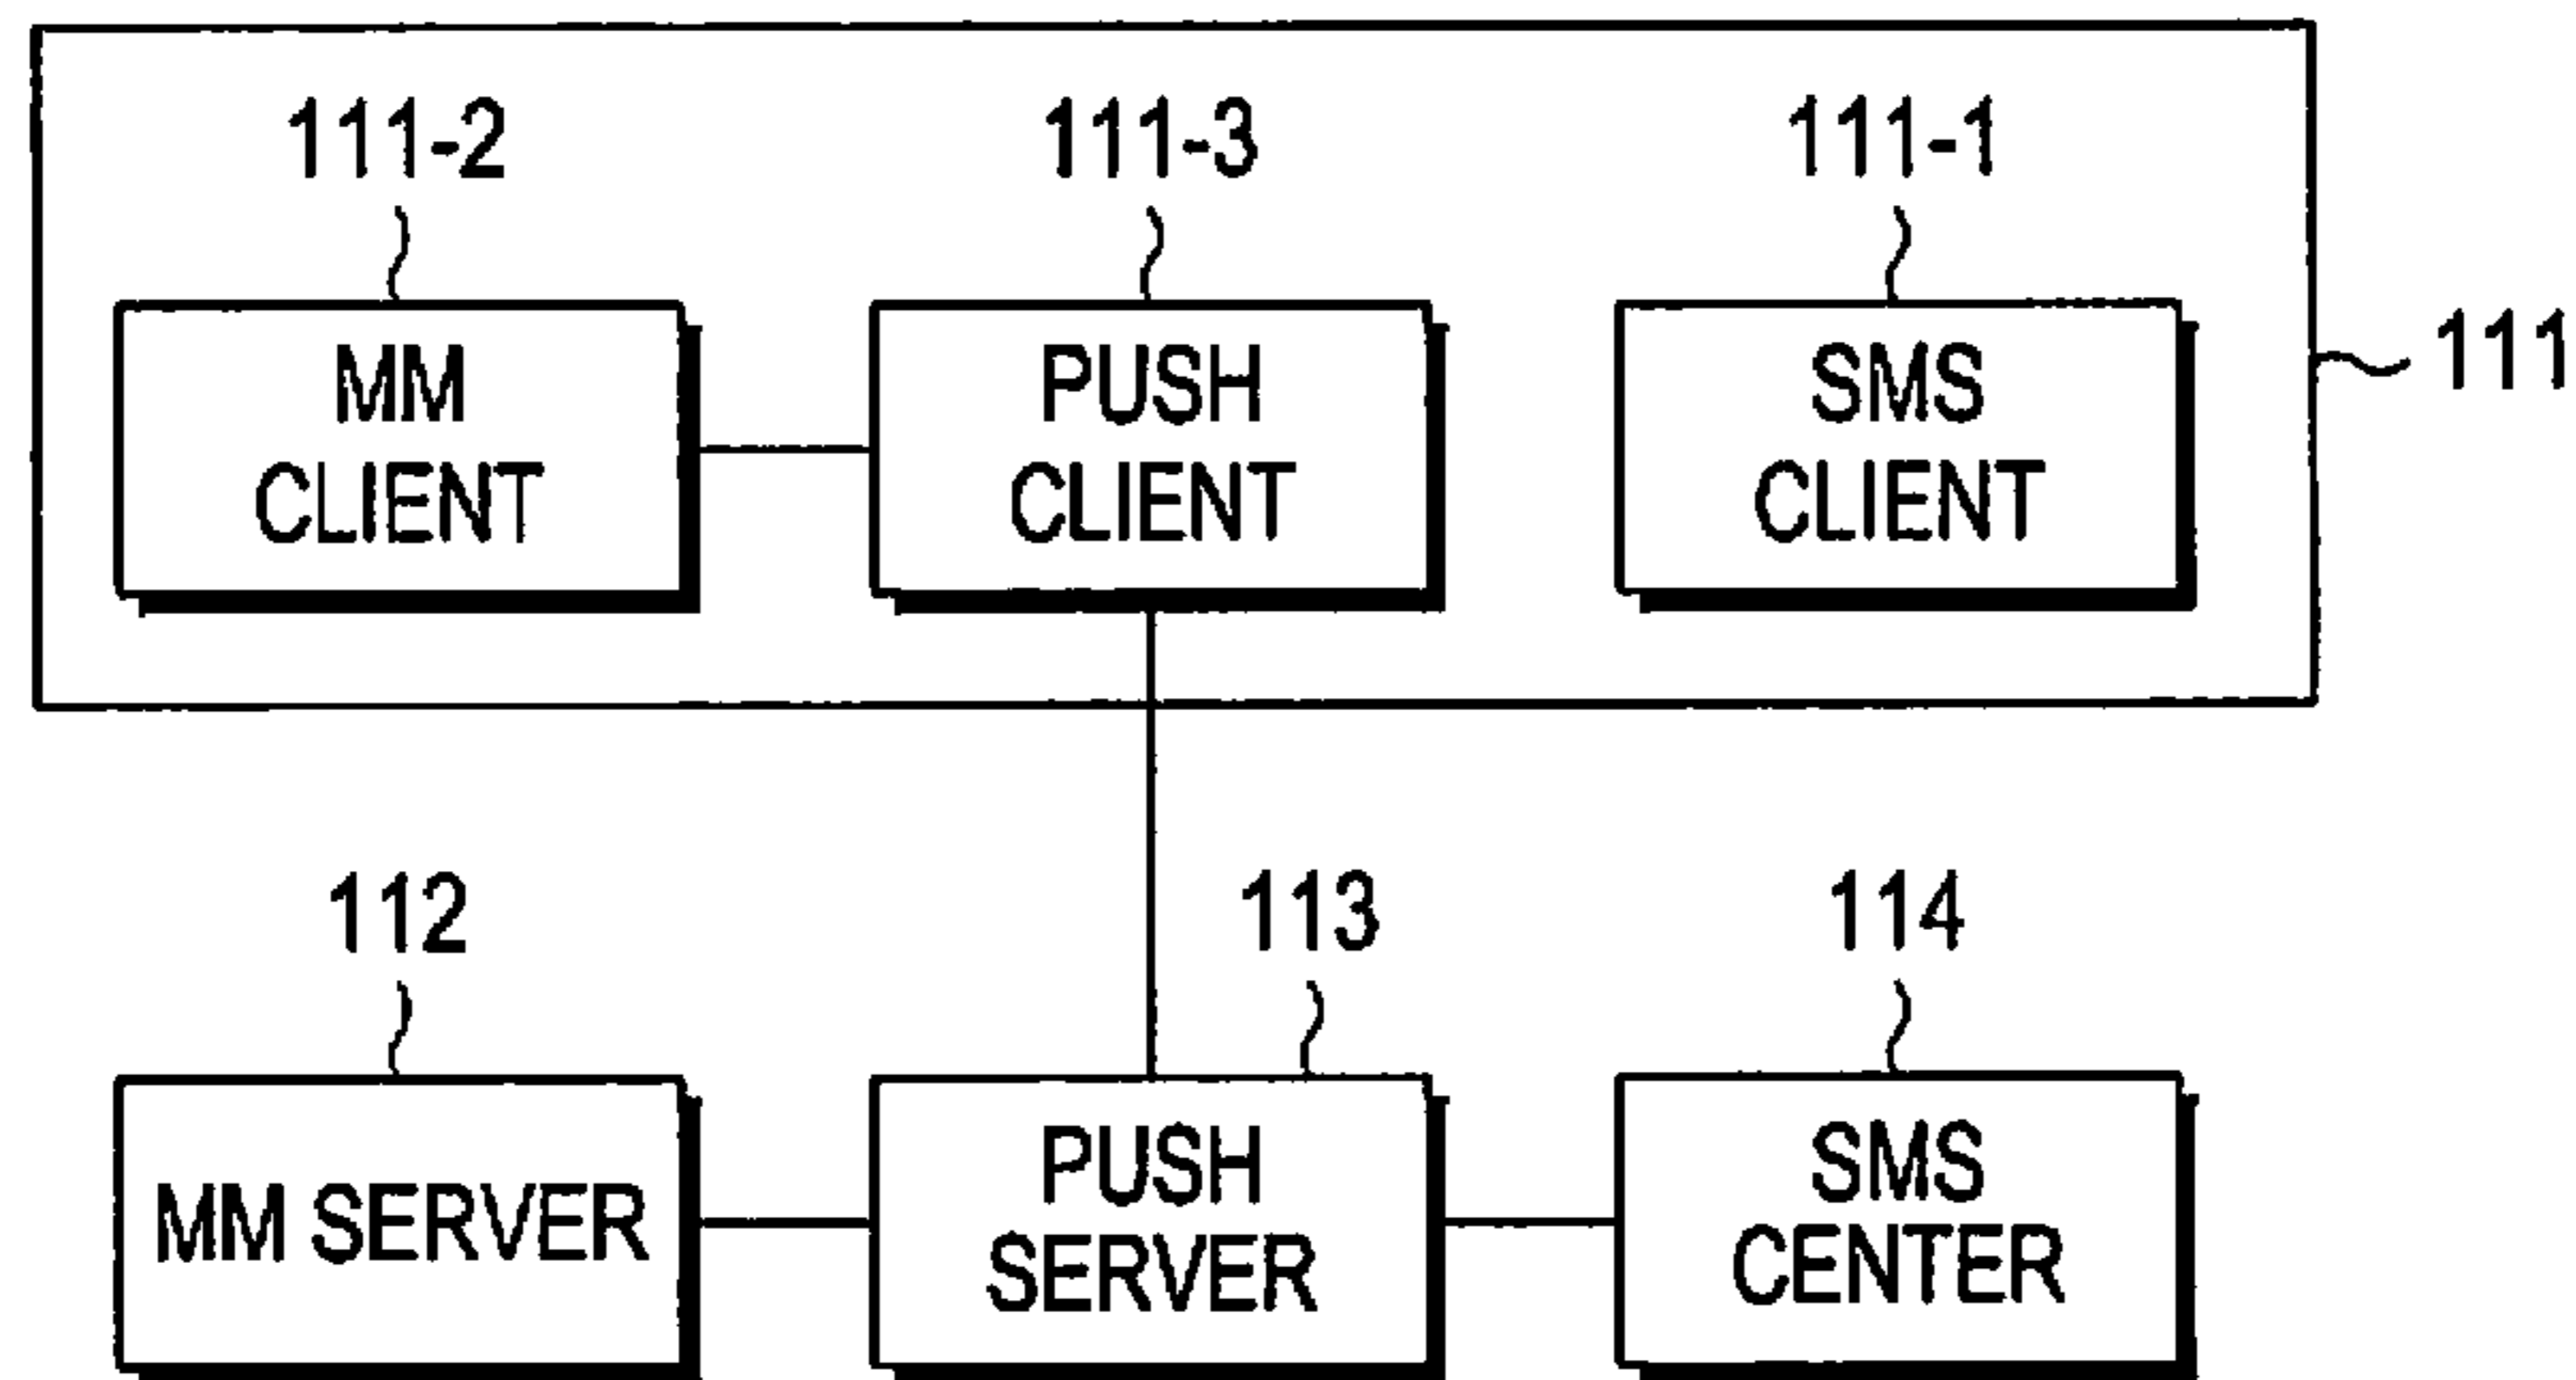 111-2
111-3
111-1
MM
CLIENT
PUSH
CLIENT
SMS
CLIENT
111
112
113
114
MM SERVER
PUSH
SERVER
SMS
CENTER